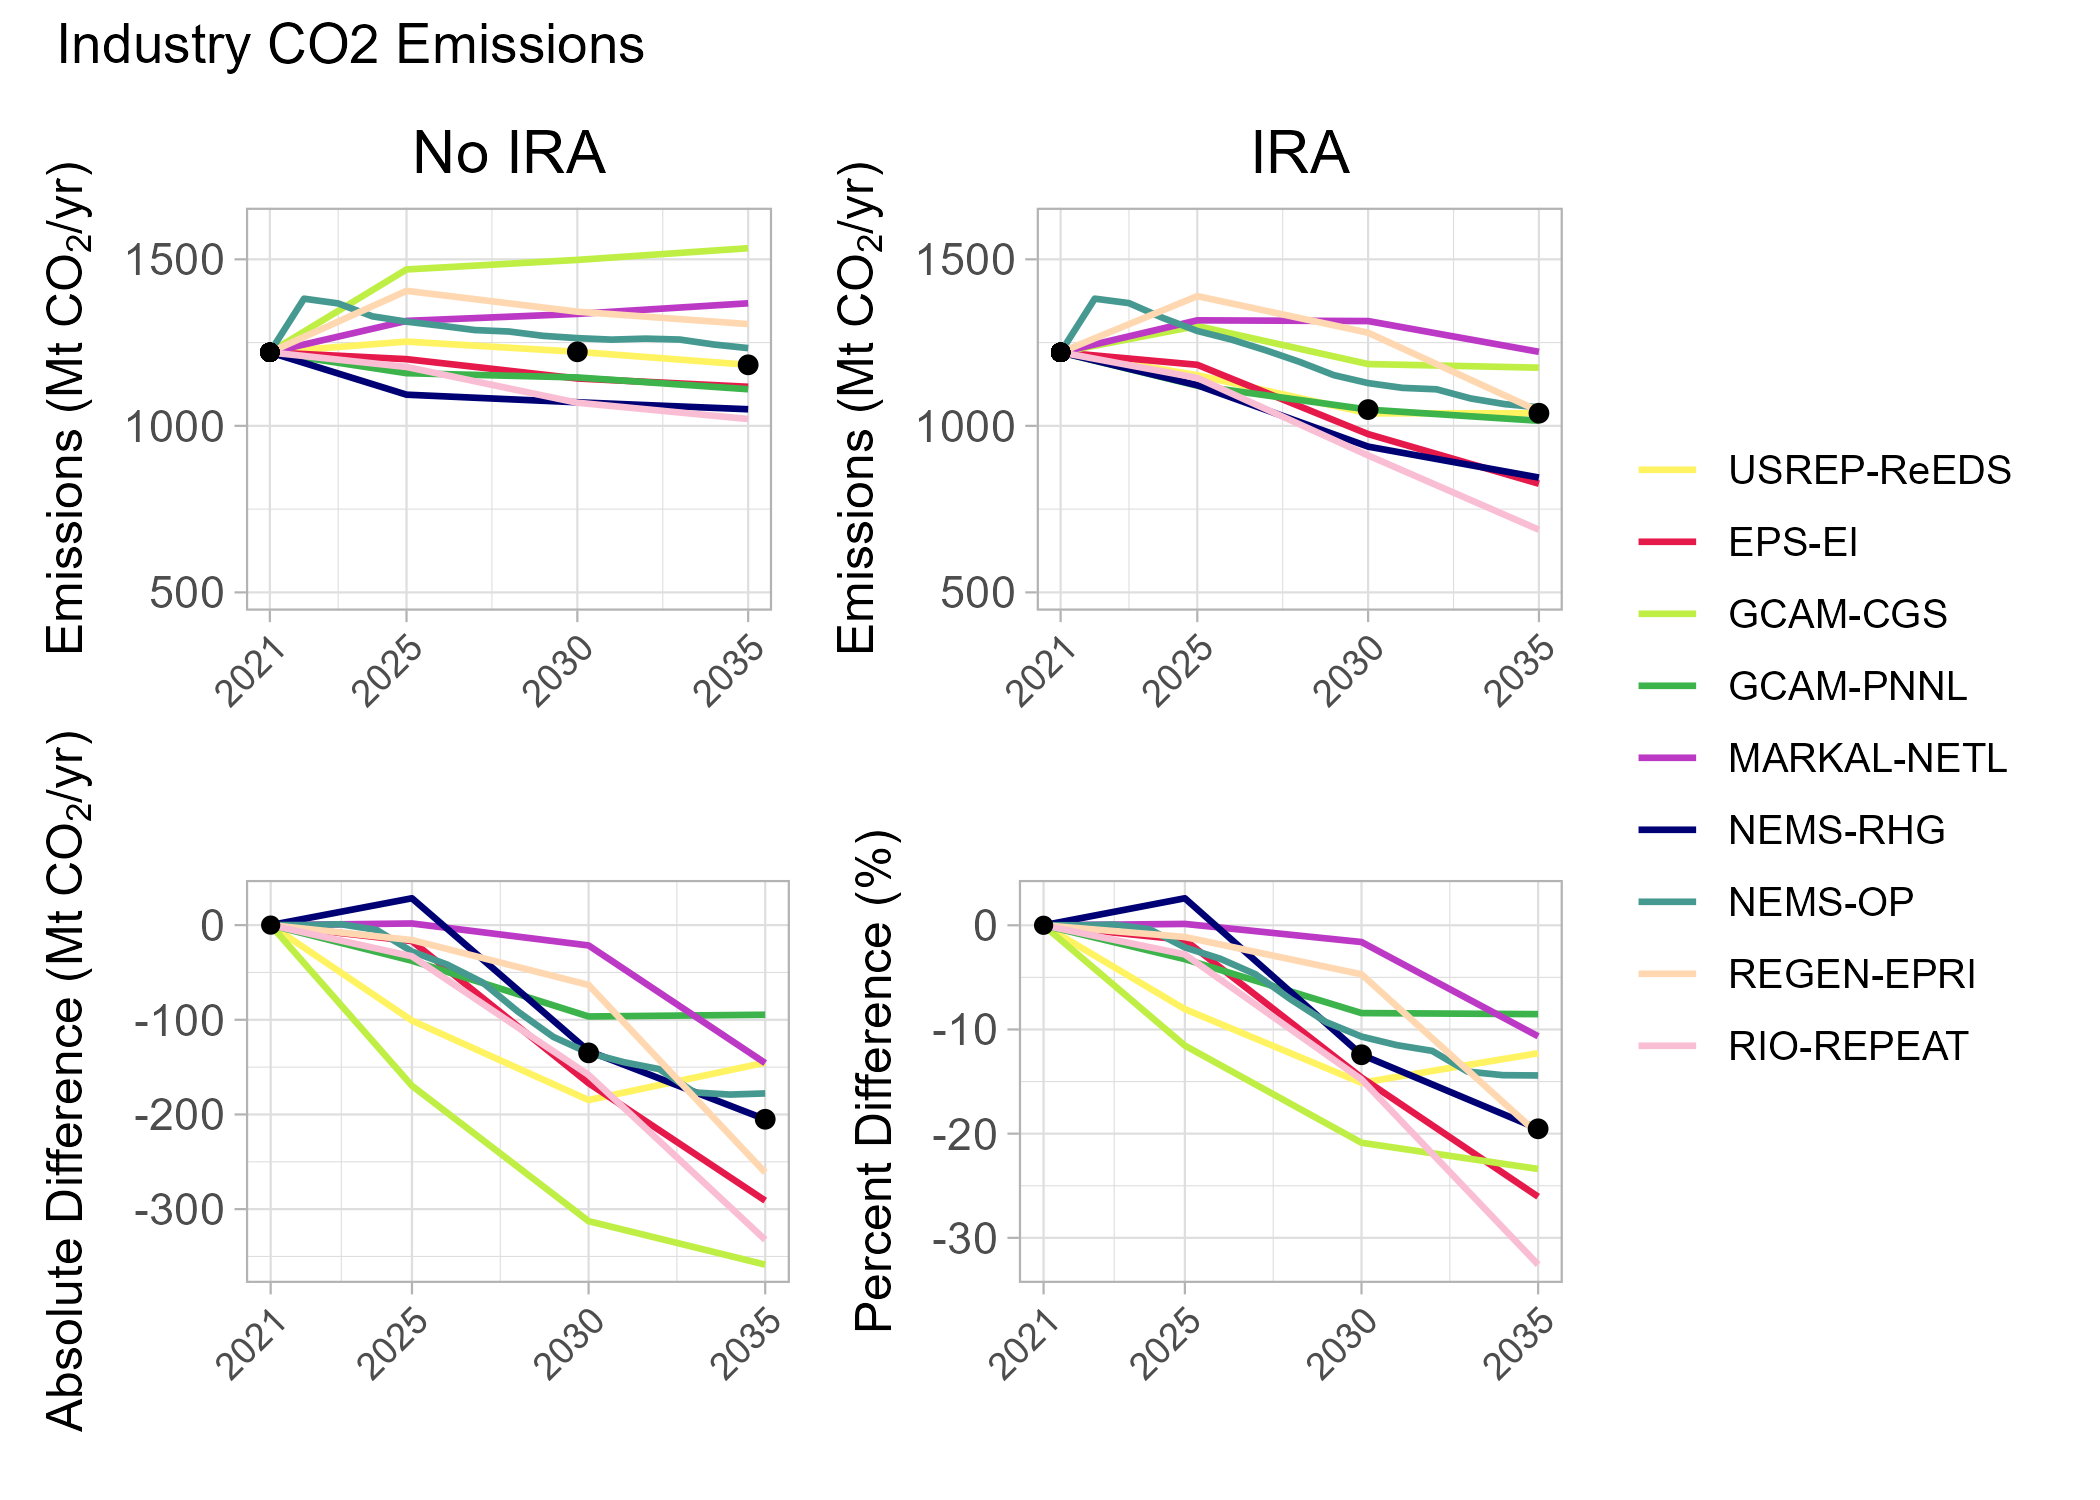 Industry CO2 Emissions
No IRA
IRA
Emissions (Mt CO₂/yr)
1500
1000
500
2021
2025
2030
2035
Emissions (Mt CO₂/yr)
1500
1000
500
2021
2025
2030
2035
Absolute Difference (Mt CO₂/yr)
0
-100
-200
-300
2021
2025
2030
2035
Percent Difference (%)
0
-10
-20
-30
2021
2025
2030
2035
USREP-ReEDS
EPS-EI
GCAM-CGS
GCAM-PNNL
MARKAL-NETL
NEMS-RHG
NEMS-OP
REGEN-EPRI
RIO-REPEAT